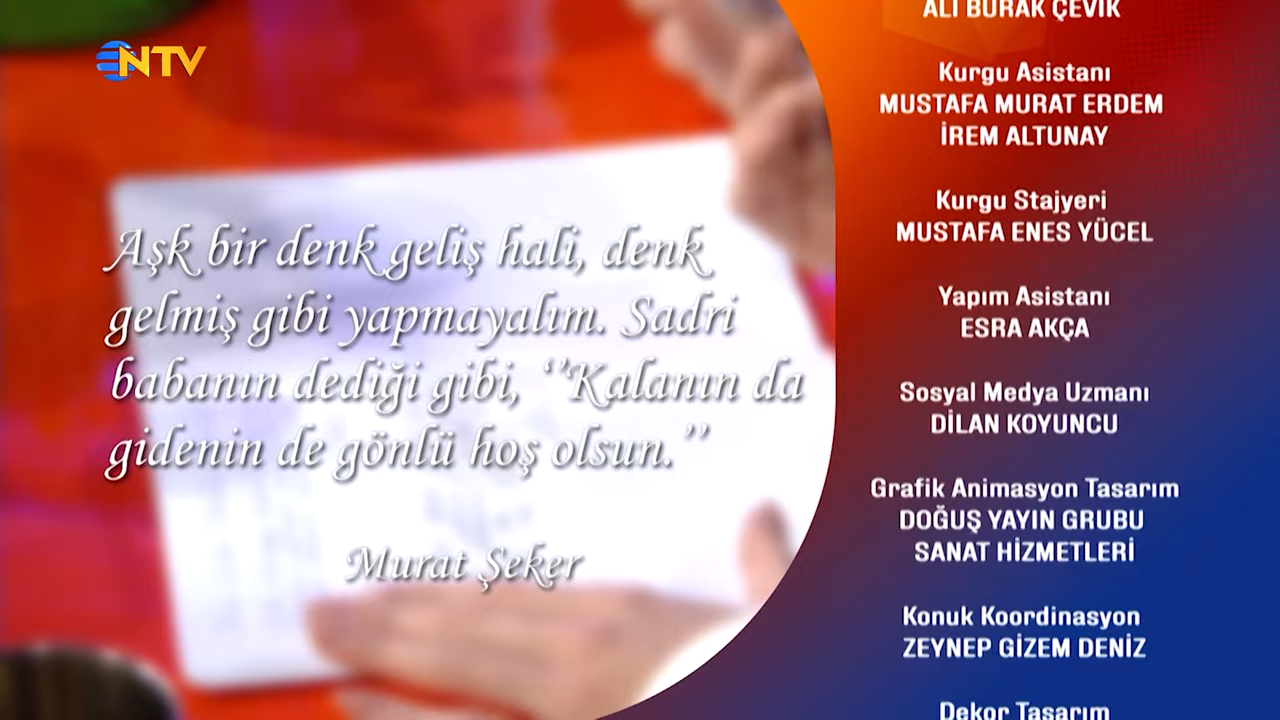 NTV
Aşk bir denk geliş hali, denk
gelmiş gibi yapmayalım. Sadri
babanın dediği gibi, ‘’Kalanın da
gidenin de gönlü hoş olsun.’’
Murat Şeker
ALİ BURAK ÇEVİK
Kurgu Asistanı
MUSTAFA MURAT ERDEM
İREM ALTUNAY
Kurgu Stajyeri
MUSTAFA ENES YÜCEL
Yapım Asistanı
ESRA AKÇA
Sosyal Medya Uzmanı
DİLAN KOYUNCU
Grafik Animasyon Tasarım
DOĞUŞ YAYIN GRUBU
SANAT HİZMETLERİ
Konuk Koordinasyon
ZEYNEP GİZEM DENİZ
Dekor Tasarım